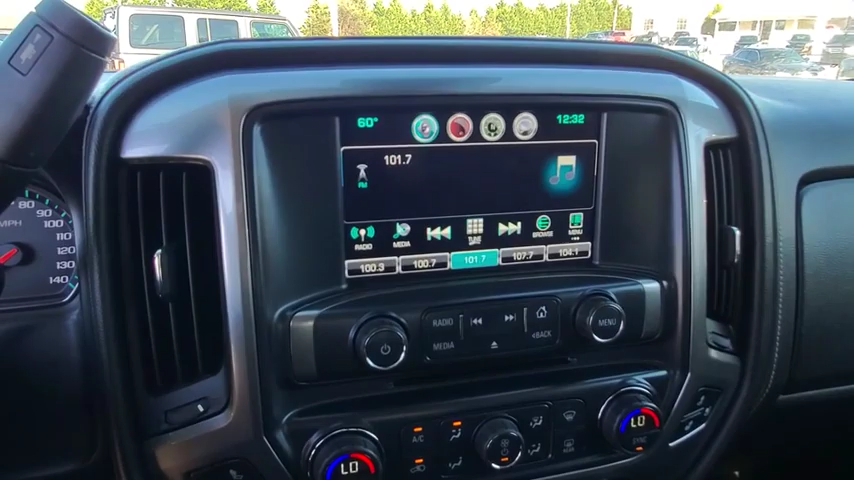 60° 12:32
101.7
FM
RADIO MEDIA TUNE BROWSE MENU
100.3 100.7 101.7 107.7 104.1
80
90
MPH 100
110
120
130
140
RADIO MENU
MEDIA <BACK
A/C
REAR
LO LO
SYNC